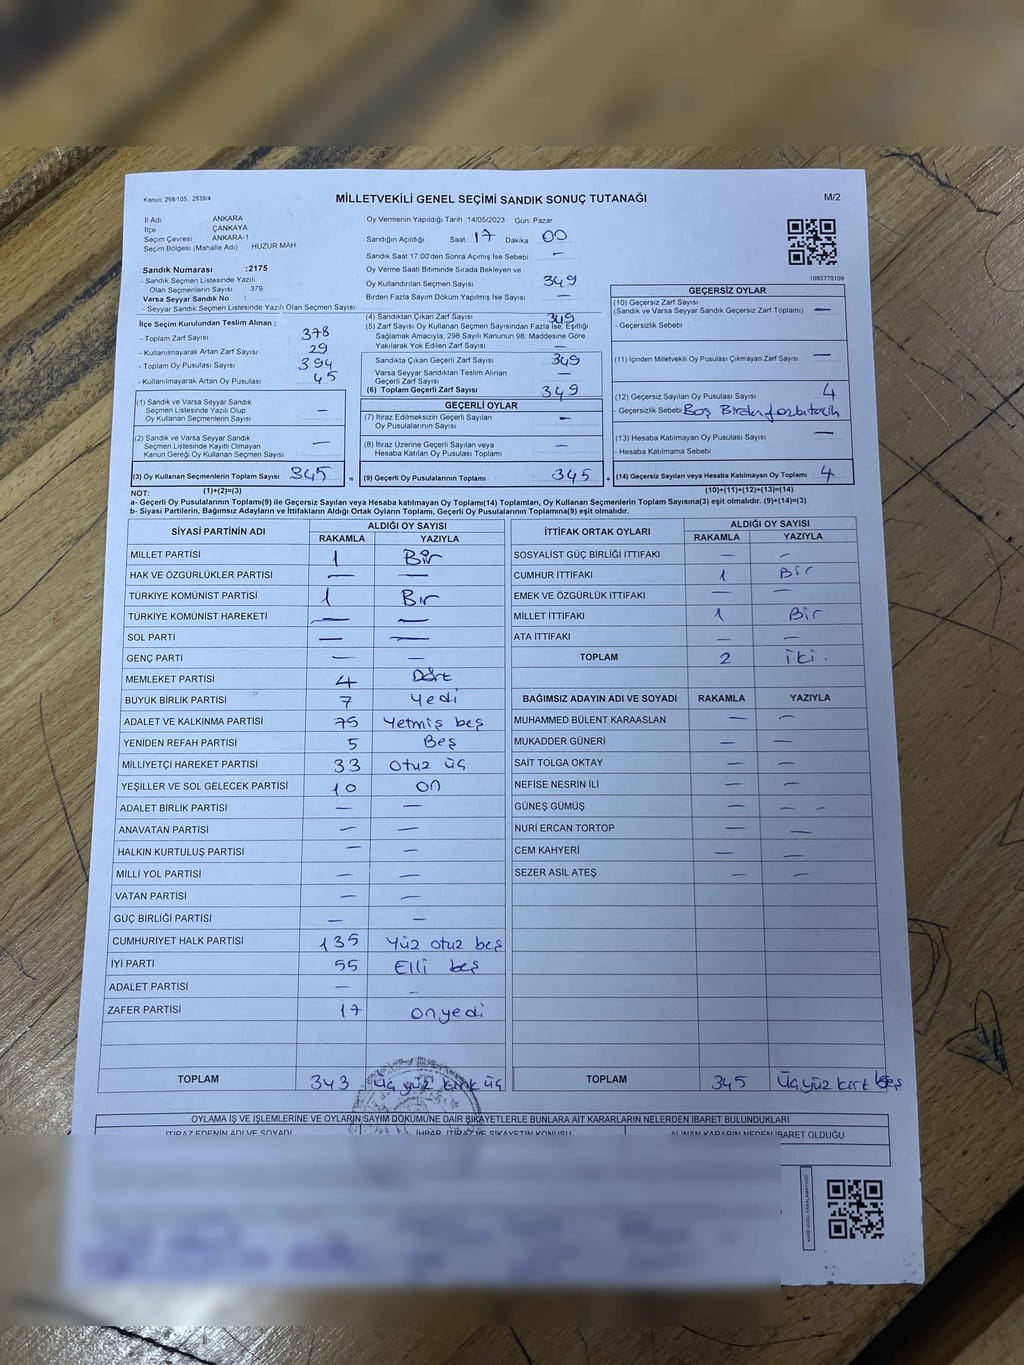 Kanun: 298/105 , 2839/4
MİLLETVEKİLİ GENEL SEÇİMİ SANDIK SONUÇ TUTANAĞI
M/2
İl Adı ANKARA
İlçe ÇANKAYA
Seçim Çevresi ANKARA-1
Seçim Bölgesi (Mahalle Adı) : HUZUR MAH.
Sandık Numarası :2175
- Sandık Seçmen Listesinde Yazılı
Olan Seçmenlerin Sayısı : 379
Varsa Seyyar Sandık No :
- Seyyar Sandık Seçmen Listesinde Yazılı Olan Seçmen Sayısı :
İlçe Seçim Kurulundan Teslim Alınan ;
- Toplam Zarf Sayısı : 378
- Kullanılmayarak Artan Zarf Sayısı : 29
- Toplam Oy Pusulası Sayısı : 394
- Kullanılmayarak Artan Oy Pusulası : 45
(1) Sandık ve Varsa Seyyar Sandık
Seçmen Listesinde Yazılı Olup
Oy Kullanan Seçmenlerin Sayısı : —
(2) Sandık ve Varsa Seyyar Sandık
Seçmen Listesinde Kayıtlı Olmayan
Kanun Gereği Oy Kullanan Seçmen Sayısı : —
(3) Oy Kullanan Seçmenlerin Toplam Sayısı : 345 =
(1)+(2)=(3)
Oy Vermenin Yapıldığı Tarih : 14/05/2023 Gün: Pazar
Sandığın Açıldığı Saat : 17 Dakika : 00
Sandık Saat 17:00'den Sonra Açımış İse Sebebi : —
Oy Verme Saati Bitiminde Sırada Bekleyen ve
Oy Kullandırılan Seçmen Sayısı : 349
Birden Fazla Sayım Döküm Yapılmış İse Sayısı : —
(4) Sandıktan Çıkan Zarf Sayısı : 349
(5) Zarf Sayısı Oy Kullanan Seçmen Sayısından Fazla İse, Eşitliği
Sağlamak Amacıyla, 298 Sayılı Kanunun 98. Maddesine Göre
Yakılarak Yok Edilen Zarf Sayısı : —
Sandıkta Çıkan Geçerli Zarf Sayısı : 349
Varsa Seyyar Sandıktan Teslim Alınan
Geçerli Zarf Sayısı : —
(6) Toplam Geçerli Zarf Sayısı : 349
GEÇERLİ OYLAR
(7) İtiraz Edilmeksizin Geçerli Sayılan
Oy Pusulalarının Sayısı : —
(8) İtiraz Üzerine Geçerli Sayılan veya
Hesaba Katılan Oy Pusulası Toplamı : —
(9) Geçerli Oy Pusulalarının Toplamı : 345 +
1083770109
GEÇERSİZ OYLAR
(10) Geçersiz Zarf Sayısı
(Sandık ve Varsa Seyyar Sandık Geçersiz Zarf Toplamı) : —
- Geçersizlik Sebebi :
(11) İçinden Milletvekili Oy Pusulası Çıkmayan Zarf Sayısı : —
(12) Geçersiz Sayılan Oy Pusulası Sayısı : 4
- Geçersizlik Sebebi : Boş Birden
(13) Hesaba Katılmayan Oy Pusulası Sayısı : —
- Hesaba Katılmama Sebebi :
(14) Geçersiz Sayılan veya Hesaba Katılmayan Oy Toplamı : 4
(10)+(11)+(12)+(13)=(14)
NOT:
a- Geçerli Oy Pusulalarının Toplamı(9) ile Geçersiz Sayılan veya Hesaba katılmayan Oy Toplamı(14) Toplamları, Oy Kullanan Seçmenlerin Toplam Sayısına(3) eşit olmalıdır. (9)+(14)=(3)
b- Siyasi Partilerin, Bağımsız Adayların ve İttifakların Aldığı Ortak Oyların Toplamı, Geçerli Oy Pusulalarının Toplamına(9) eşit olmalıdır.
SİYASİ PARTİNİN ADI ALDIĞI OY SAYISI
RAKAMLA YAZIYLA
MİLLET PARTİSİ 1 Bir
HAK VE ÖZGÜRLÜKLER PARTİSİ — —
TÜRKİYE KOMÜNİST PARTİSİ 1 Bir
TÜRKİYE KOMÜNİST HAREKETİ — —
SOL PARTİ — —
GENÇ PARTİ — —
MEMLEKET PARTİSİ 4 Dört
BÜYÜK BİRLİK PARTİSİ 7 Yedi
ADALET VE KALKINMA PARTİSİ 75 Yetmiş beş
YENİDEN REFAH PARTİSİ 5 Beş
MİLLİYETÇİ HAREKET PARTİSİ 33 otuz üç
YEŞİLLER VE SOL GELECEK PARTİSİ 10 on
ADALET BİRLİK PARTİSİ — —
ANAVATAN PARTİSİ — —
HALKIN KURTULUŞ PARTİSİ — —
MİLLİ YOL PARTİSİ — —
VATAN PARTİSİ — —
GÜÇ BİRLİĞİ PARTİSİ — —
CUMHURİYET HALK PARTİSİ 135 Yüz otuz beş
İYİ PARTİ 55 Elli beş
ADALET PARTİSİ — —
ZAFER PARTİSİ 17 onyedi
TOPLAM 343 Üç yüz kırk üç
İTTİFAK ORTAK OYLARI ALDIĞI OY SAYISI
RAKAMLA YAZIYLA
SOSYALİST GÜÇ BİRLİĞİ İTTİFAKI — —
CUMHUR İTTİFAKI 1 Bir
EMEK VE ÖZGÜRLÜK İTTİFAKI — —
MİLLET İTTİFAKI 1 Bir
ATA İTTİFAKI — —
TOPLAM 2 iki.
BAĞIMSIZ ADAYIN ADI VE SOYADI RAKAMLA YAZIYLA
MUHAMMED BÜLENT KARAASLAN — —
MUKADDER GÜNERİ — —
SAİT TOLGA OKTAY — —
NEFİSE NESRİN İLİ — —
GÜNEŞ GÜMÜŞ — — -
NURİ ERCAN TORTOP — —
CEM KAHYERİ — —
SEZER ASİL ATEŞ — —
TOPLAM 345 Üçyüz kırk beş
OYLAMA İŞ VE İŞLEMLERİNE VE OYLARIN SAYIM DÖKÜMÜNE DAİR ŞİKAYETLERLE BUNLARA AİT KARARLARIN NELERDEN İBARET BULUNDUKLARI
İTİRAZ EDENİN ADI VE SOYADI İHBAR, İTİRAZ VE ŞİKAYETİN KONUSU ALINAN KARARIN NEDEN İBARET OLDUĞU